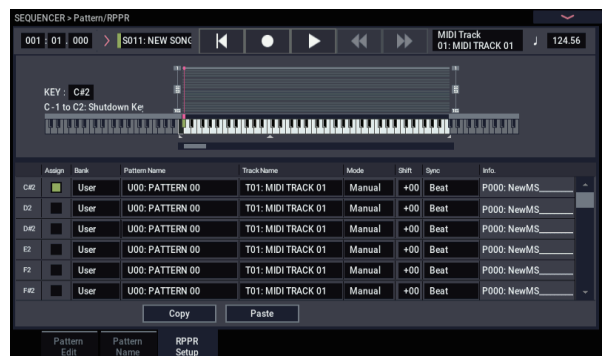 SEQUENCER > Pattern/RPPR
001 : 01 . 000 > S011: NEW SONG MIDI Track 01: MIDI TRACK 01 ♩ 124.56
KEY : C#2
C -1 to C2: Shutdown Key
Assign Bank Pattern Name Track Name Mode Shift Sync Info.
C#2 User U00: PATTERN 00 T01: MIDI TRACK 01 Manual +00 Beat P000: NewMS______
D2 User U00: PATTERN 00 T01: MIDI TRACK 01 Manual +00 Beat P000: NewMS______
D#2 User U00: PATTERN 00 T01: MIDI TRACK 01 Manual +00 Beat P000: NewMS______
E2 User U00: PATTERN 00 T01: MIDI TRACK 01 Manual +00 Beat P000: NewMS______
F2 User U00: PATTERN 00 T01: MIDI TRACK 01 Manual +00 Beat P000: NewMS______
F#2 User U00: PATTERN 00 T01: MIDI TRACK 01 Manual +00 Beat P000: NewMS______
Copy Paste
Pattern Edit Pattern Name RPPR Setup